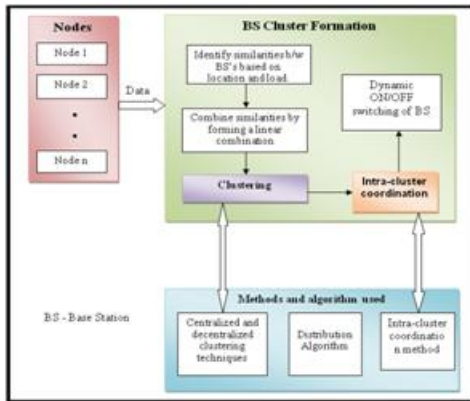 Nodes
Node 1
Node 2
Node n
Data
BS Cluster Formation
Identify similarities b/w
BS's based on
location and load.
Combine similarities by
forming a linear
combination
Clustering
Dynamic
ON/OFF
switching of BS
Intra-cluster
coordination
BS - Base Station
Methods and algorithm used
Centralized and
decentralized
clustering
techniques
Distribution
Algorithm
Intra-cluster
coordinatio
n method